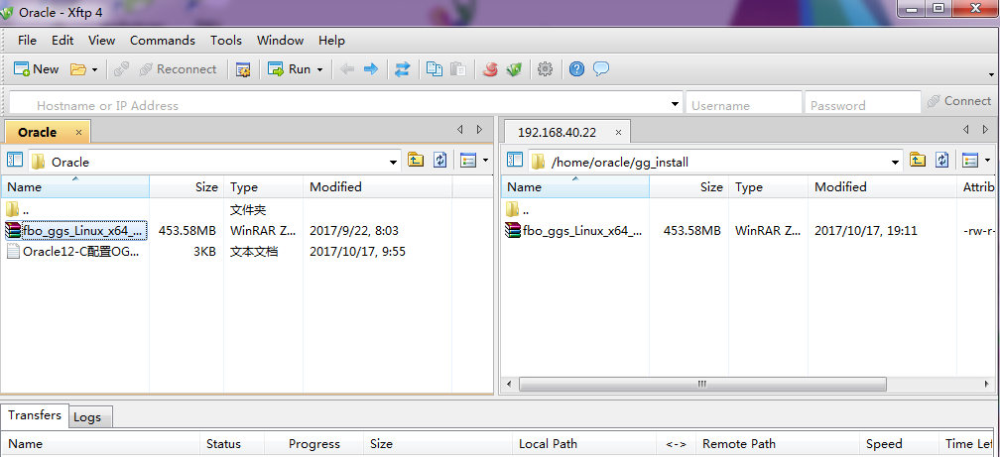 Oracle - Xftp 4
File Edit View Commands Tools Window Help
New Reconnect Run
Hostname or IP Address Username Password Connect
Oracle × 192.168.40.22 ×
Oracle /home/oracle/gg_install
Name Size Type Modified Name Size Type Modified Attrib
.. 文件夹 ..
fbo_ggs_Linux_x64_... 453.58MB WinRAR Z... 2017/9/22, 8:03 fbo_ggs_Linux_x64_... 453.58MB WinRAR Z... 2017/10/17, 19:11 -rw-r-
Oracle12-C配置OG... 3KB 文本文档 2017/10/17, 9:55
Transfers Logs
Name Status Progress Size Local Path <-> Remote Path Speed Time Lef